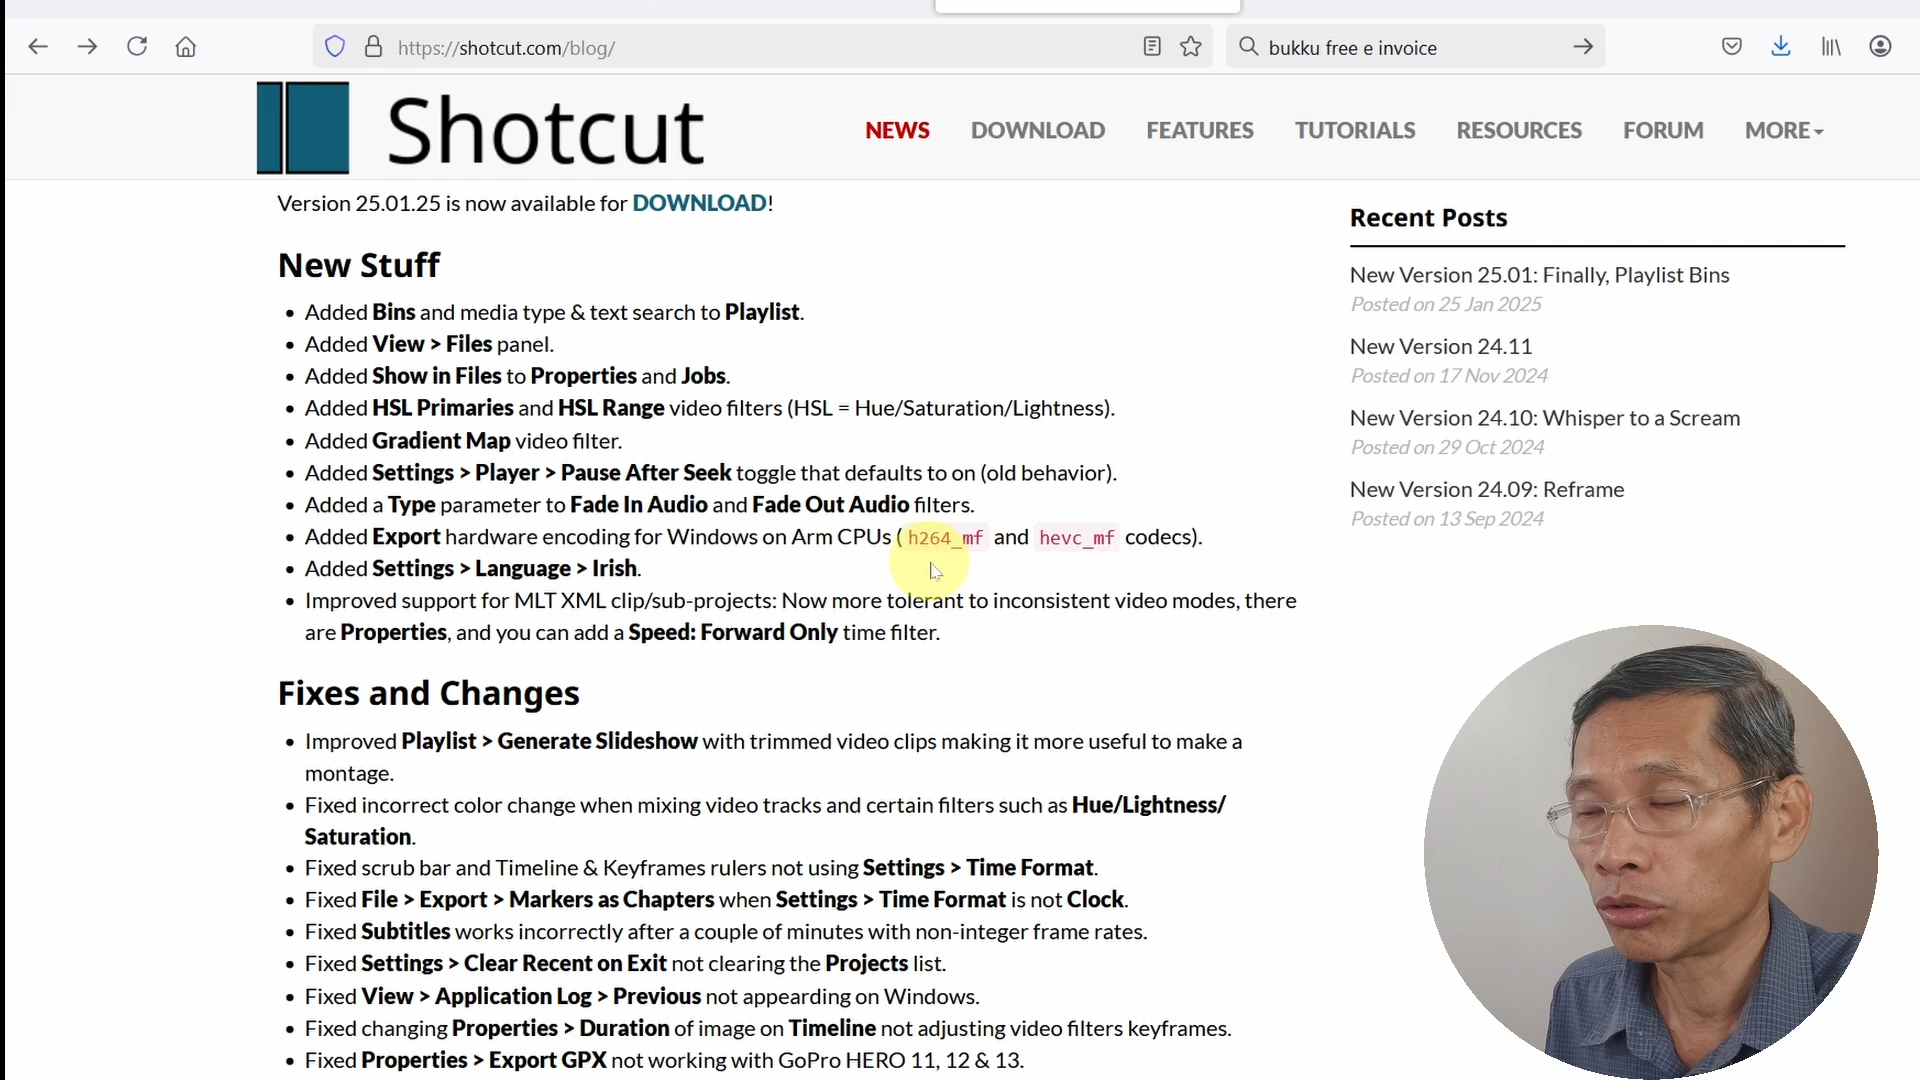 https://shotcut.com/blog/
bukku free e invoice
Shotcut
NEWS
DOWNLOAD
FEATURES
TUTORIALS
RESOURCES
FORUM
MORE
Version 25.01.25 is now available for DOWNLOAD!
New Stuff
Added Bins and media type & text search to Playlist.
Added View > Files panel.
Added Show in Files to Properties and Jobs.
Added HSL Primaries and HSL Range video filters (HSL = Hue/Saturation/Lightness).
Added Gradient Map video filter.
Added Settings > Player > Pause After Seek toggle that defaults to on (old behavior).
Added a Type parameter to Fade In Audio and Fade Out Audio filters.
Added Export hardware encoding for Windows on Arm CPUs ( h264_mf and hevc_mf codecs).
Added Settings > Language > Irish.
Improved support for MLT XML clip/sub-projects: Now more tolerant to inconsistent video modes, there
are Properties, and you can add a Speed: Forward Only time filter.
Fixes and Changes
Improved Playlist > Generate Slideshow with trimmed video clips making it more useful to make a
montage.
Fixed incorrect color change when mixing video tracks and certain filters such as Hue/Lightness/
Saturation.
Fixed scrub bar and Timeline & Keyframes rulers not using Settings > Time Format.
Fixed File > Export > Markers as Chapters when Settings > Time Format is not Clock.
Fixed Subtitles works incorrectly after a couple of minutes with non-integer frame rates.
Fixed Settings > Clear Recent on Exit not clearing the Projects list.
Fixed View > Application Log > Previous not appearding on Windows.
Fixed changing Properties > Duration of image on Timeline not adjusting video filters keyframes.
Fixed Properties > Export GPX not working with GoPro HERO 11, 12 & 13.
Recent Posts
New Version 25.01: Finally, Playlist Bins
Posted on 25 Jan 2025
New Version 24.11
Posted on 17 Nov 2024
New Version 24.10: Whisper to a Scream
Posted on 29 Oct 2024
New Version 24.09: Reframe
Posted on 13 Sep 2024